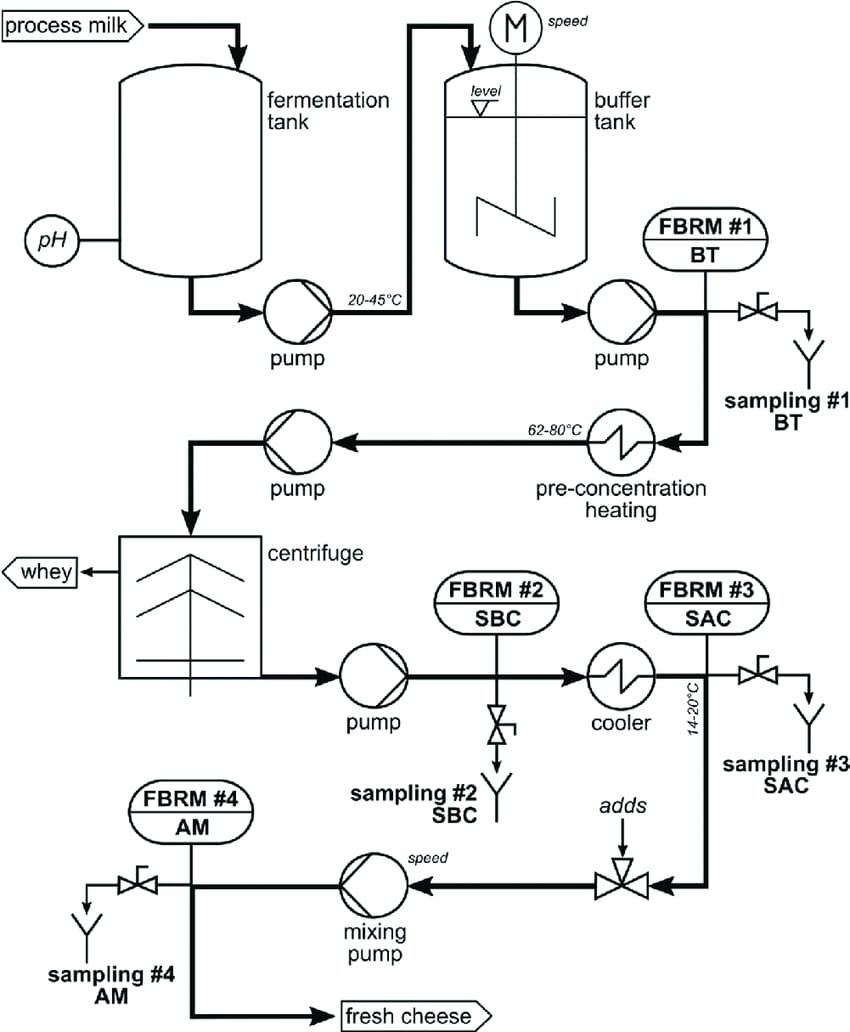 process milk
M
speed
fermentation
tank
level
buffer
tank
pH
FBRM #1
BT
20-45°C
pump
pump
sampling #1
BT
62-80°C
pump
pre-concentration
heating
centrifuge
whey
FBRM #2
SBC
FBRM #3
SAC
pump
cooler
14-20°C
sampling #2
SBC
sampling #3
SAC
FBRM #4
AM
adds
speed
mixing
pump
sampling #4
AM
fresh cheese